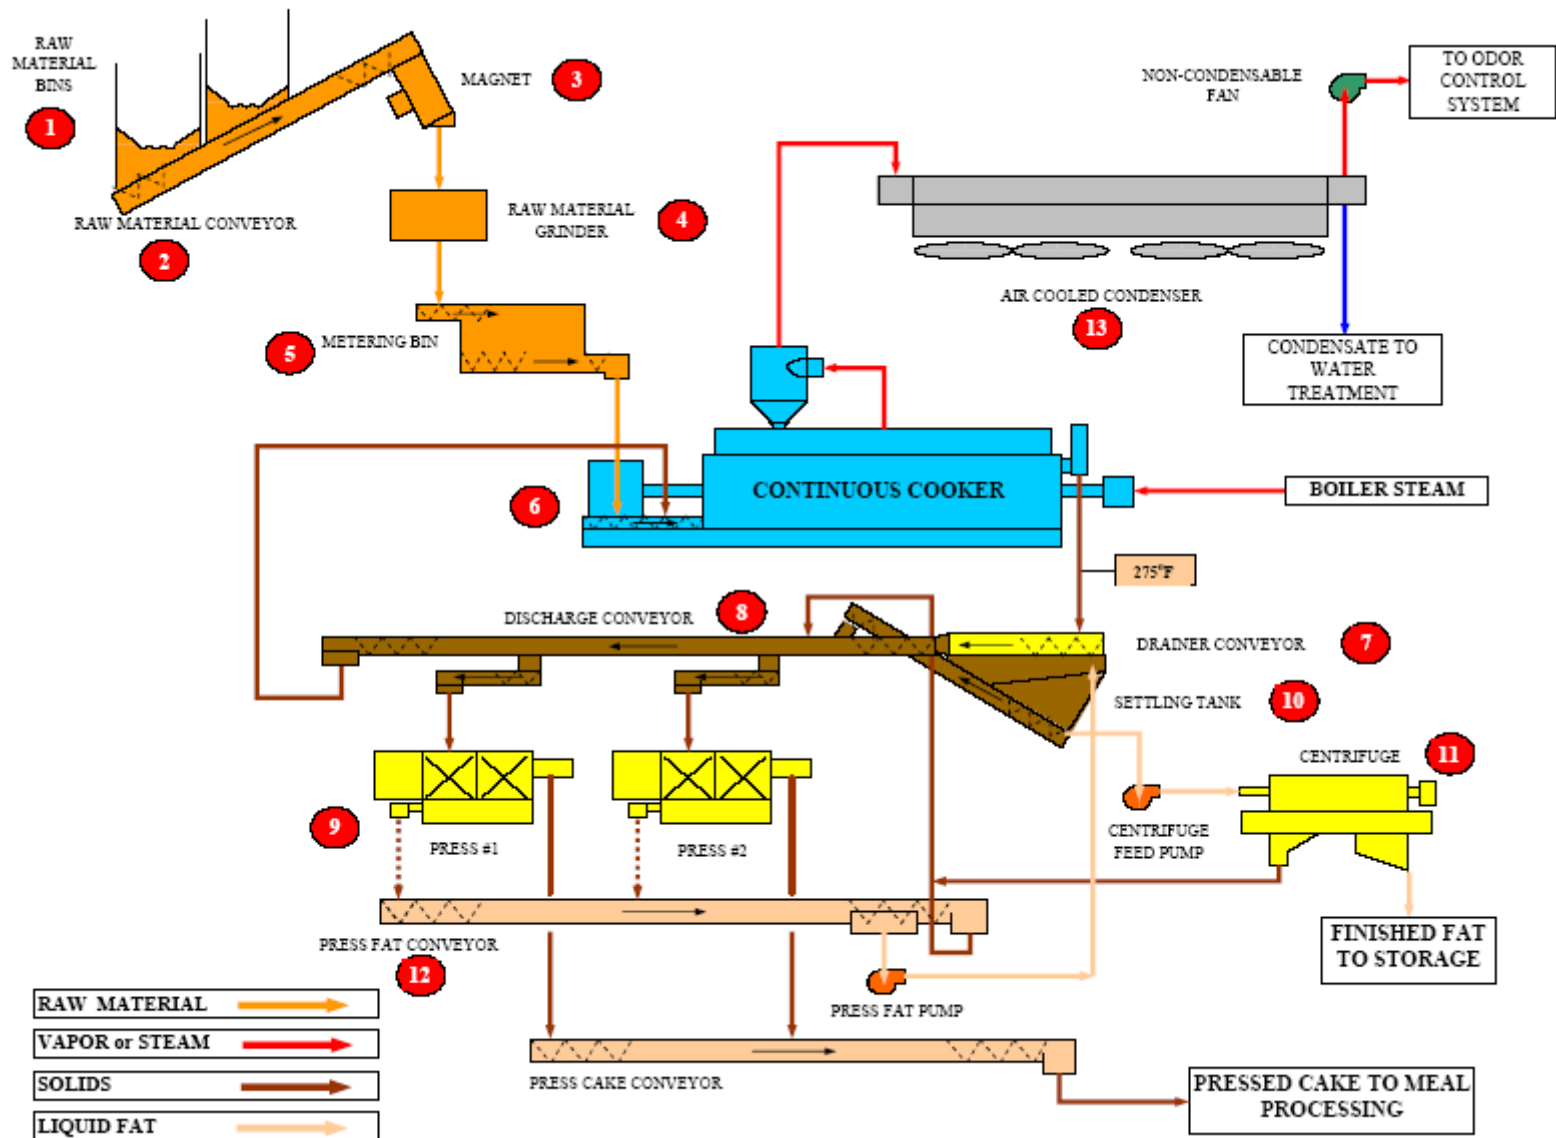 RAW
MATERIAL
BINS
1
RAW MATERIAL CONVEYOR
2
MAGNET
3
RAW MATERIAL
GRINDER
4
METERING BIN
5
NON-CONDENSABLE
FAN
TO ODOR
CONTROL
SYSTEM
AIR COOLED CONDENSER
13
CONDENSATE TO
WATER
TREATMENT
6
CONTINUOUS COOKER
BOILER STEAM
275°F
DISCHARGE CONVEYOR
8
DRAINER CONVEYOR
7
SETTLING TANK
10
CENTRIFUGE
11
CENTRIFUGE
FEED PUMP
9
PRESS #1
PRESS #2
FINISHED FAT
TO STORAGE
PRESS FAT CONVEYOR
12
PRESS FAT PUMP
PRESS CAKE CONVEYOR
PRESSED CAKE TO MEAL
PROCESSING
RAW MATERIAL
VAPOR or STEAM
SOLIDS
LIQUID FAT